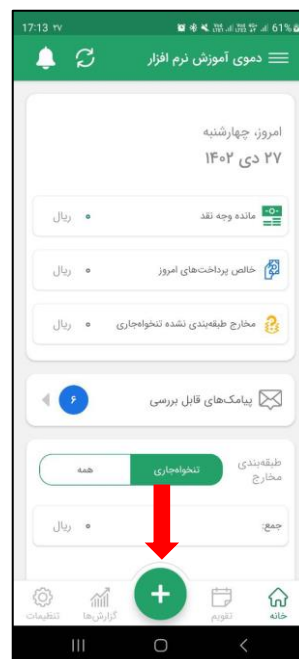 17:13 ۲۷ 61%
دموی آموزش نرم افزار
امروز، چهارشنبه
۲۷ دی ۱۴۰۲
مانده وجه نقد ۰ ریال
خالص پرداخت‌های امروز ۰ ریال
مخارج طبقه‌بندی نشده تنخواه‌جاری ۰ ریال
پیامک‌های قابل بررسی ۶
طبقه‌بندی مخارج
تنخواه‌جاری همه
جمع: ۰ ریال
خانه تقویم گزارش‌ها تنظیمات